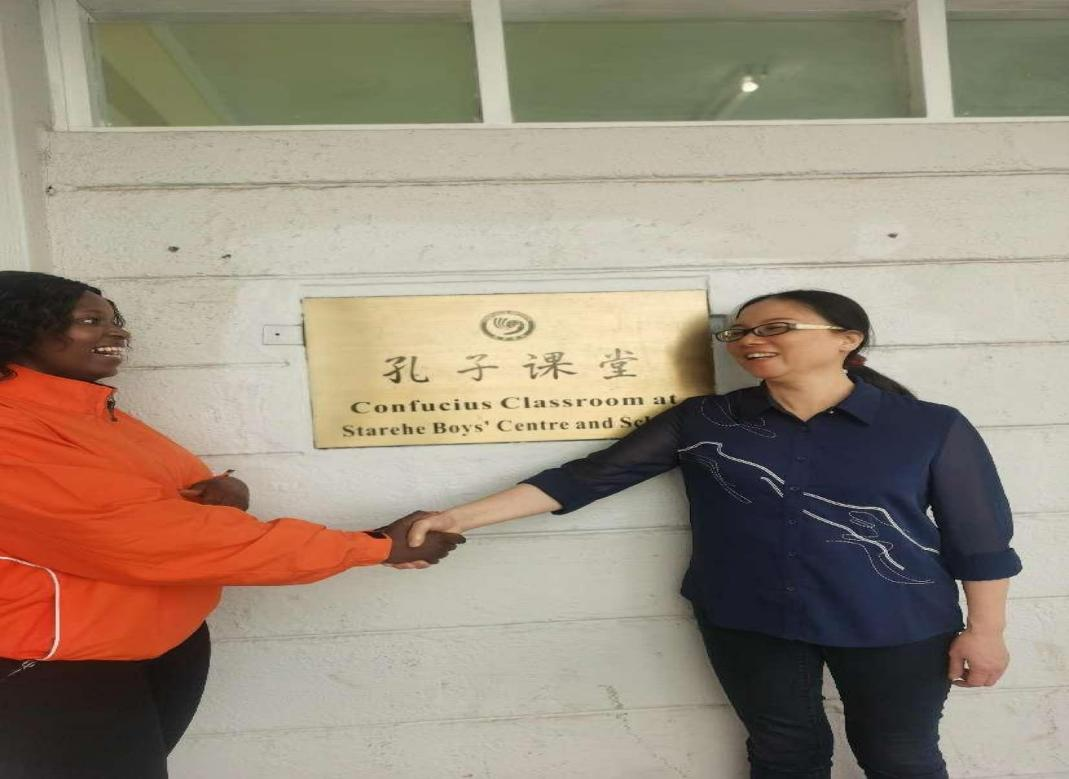 孔子课堂
Confucius Classroom at
Starehe Boys' Centre and